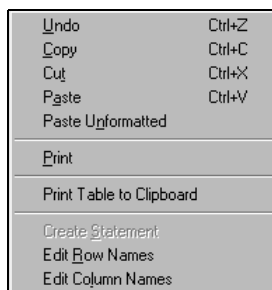 Undo Ctrl+Z
Copy Ctrl+C
Cut Ctrl+X
Paste Ctrl+V
Paste Unformatted
Print
Print Table to Clipboard
Create Statement
Edit Row Names
Edit Column Names